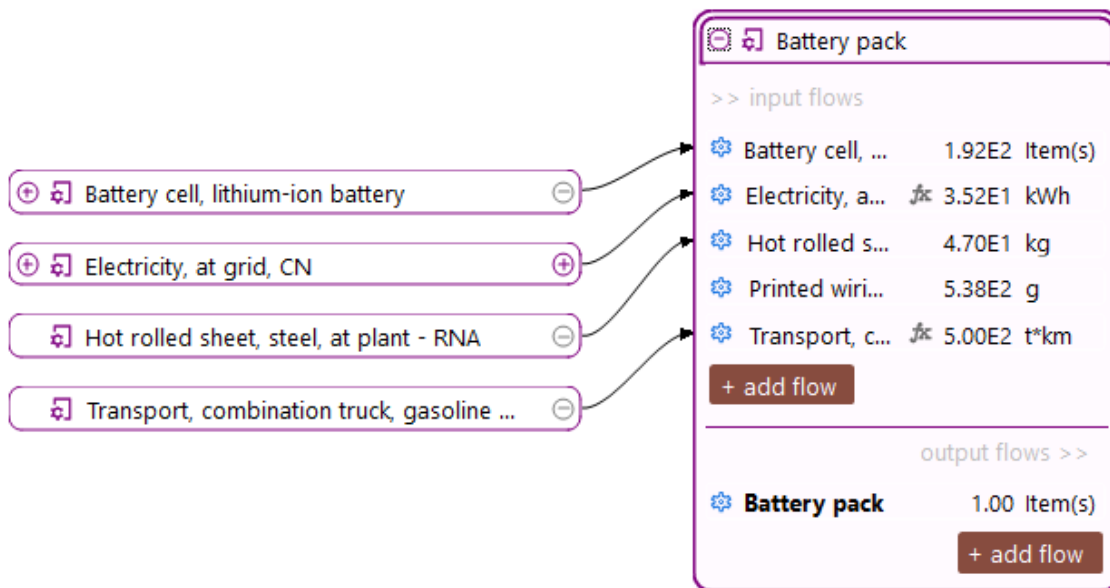 Battery cell, lithium-ion battery
Electricity, at grid, CN
Hot rolled sheet, steel, at plant - RNA
Transport, combination truck, gasoline ...
Battery pack
>> input flows
Battery cell, ... 1.92E2 Item(s)
Electricity, a... fx 3.52E1 kWh
Hot rolled s... 4.70E1 kg
Printed wiri... 5.38E2 g
Transport, c... fx 5.00E2 t*km
+ add flow
output flows >>
Battery pack 1.00 Item(s)
+ add flow